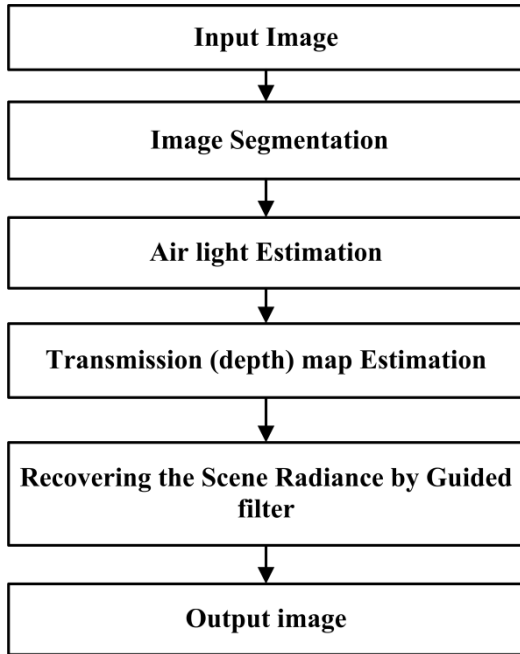 Input Image
Image Segmentation
Air light Estimation
Transmission (depth) map Estimation
Recovering the Scene Radiance by Guided
filter
Output image